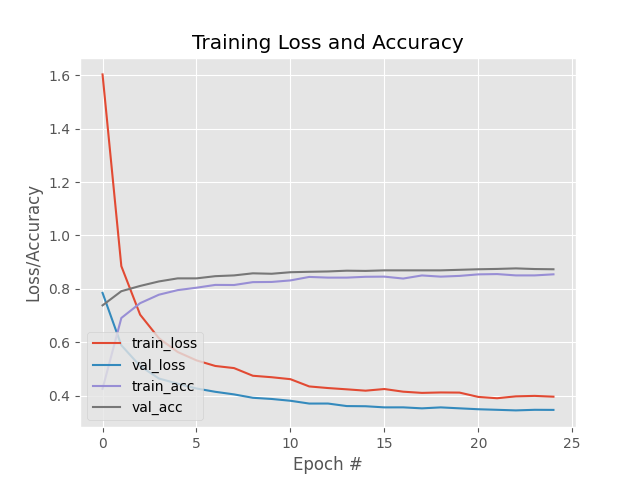 Training Loss and Accuracy
Loss/Accuracy
1.6
1.4
1.2
1.0
0.8
0.6
0.4
train_loss
val_loss
train_acc
val_acc
0 5 10 15 20 25
Epoch #